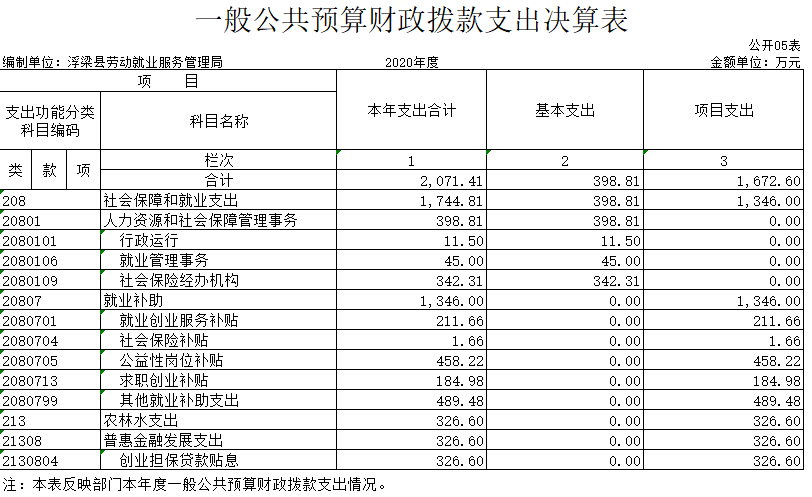 一般公共预算财政拨款支出决算表
公开05表
编制单位：浮梁县劳动就业服务管理局 2020年度 金额单位：万元
项 目 本年支出合计 基本支出 项目支出
支出功能分类科目编码 科目名称
类 款 项 栏次 1 2 3
合计 2,071.41 398.81 1,672.60
208 社会保障和就业支出 1,744.81 398.81 1,346.00
20801 人力资源和社会保障管理事务 398.81 398.81 0.00
2080101 行政运行 11.50 11.50 0.00
2080106 就业管理事务 45.00 45.00 0.00
2080109 社会保险经办机构 342.31 342.31 0.00
20807 就业补助 1,346.00 0.00 1,346.00
2080701 就业创业服务补贴 211.66 0.00 211.66
2080704 社会保险补贴 1.66 0.00 1.66
2080705 公益性岗位补贴 458.22 0.00 458.22
2080713 求职创业补贴 184.98 0.00 184.98
2080799 其他就业补助支出 489.48 0.00 489.48
213 农林水支出 326.60 0.00 326.60
21308 普惠金融发展支出 326.60 0.00 326.60
2130804 创业担保贷款贴息 326.60 0.00 326.60
注：本表反映部门本年度一般公共预算财政拨款支出情况。